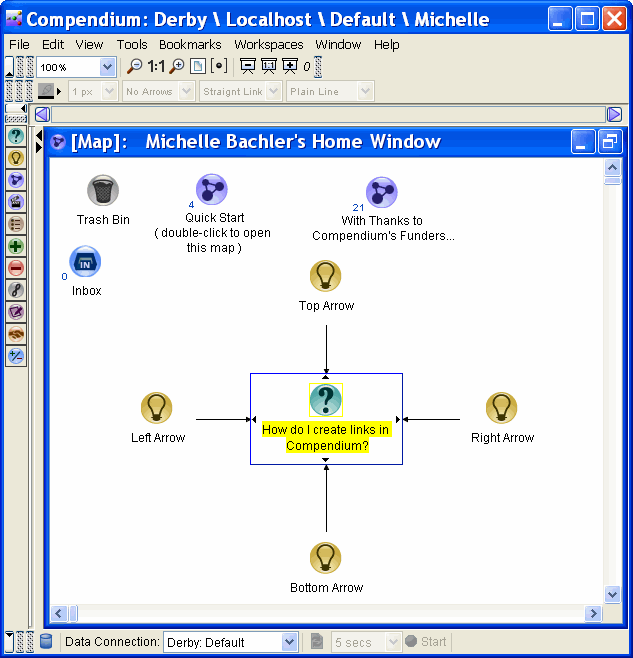 Compendium: Derby \ Localhost \ Default \ Michelle
File Edit View Tools Bookmarks Workspaces Window Help
100% 1:1 1:1 0
1 px No Arrows Straignt Link Plain Line
[Map]: Michelle Bachler's Home Window
Trash Bin
4
Quick Start
( double-click to open
this map )
21
With Thanks to
Compendium's Funders...
0
IN
Inbox
Top Arrow
?
How do I create links in
Compendium?
Left Arrow
Right Arrow
Bottom Arrow
Data Connection: Derby: Default 5 secs Start